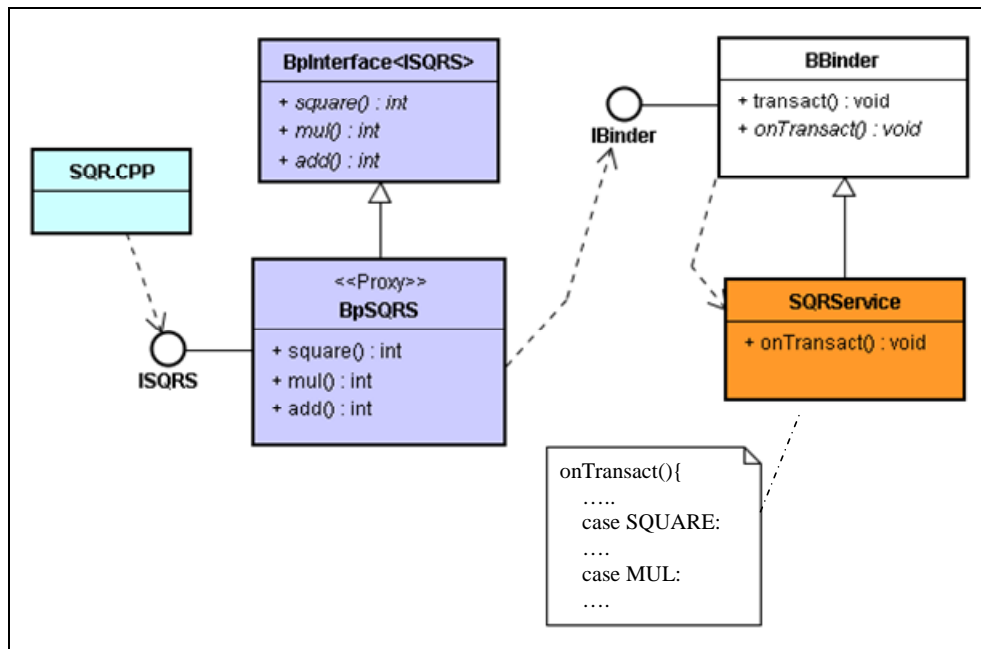 BpInterface<ISQRS>
+ square() : int
+ mul() : int
+ add() : int
BBinder
+ transact() : void
+ onTransact() : void
IBinder
SQR.CPP
<<Proxy>>
BpSQRS
+ square() : int
+ mul() : int
+ add() : int
ISQRS
SQRService
+ onTransact() : void
onTransact(){
…..
case SQUARE:
….
case MUL:
….